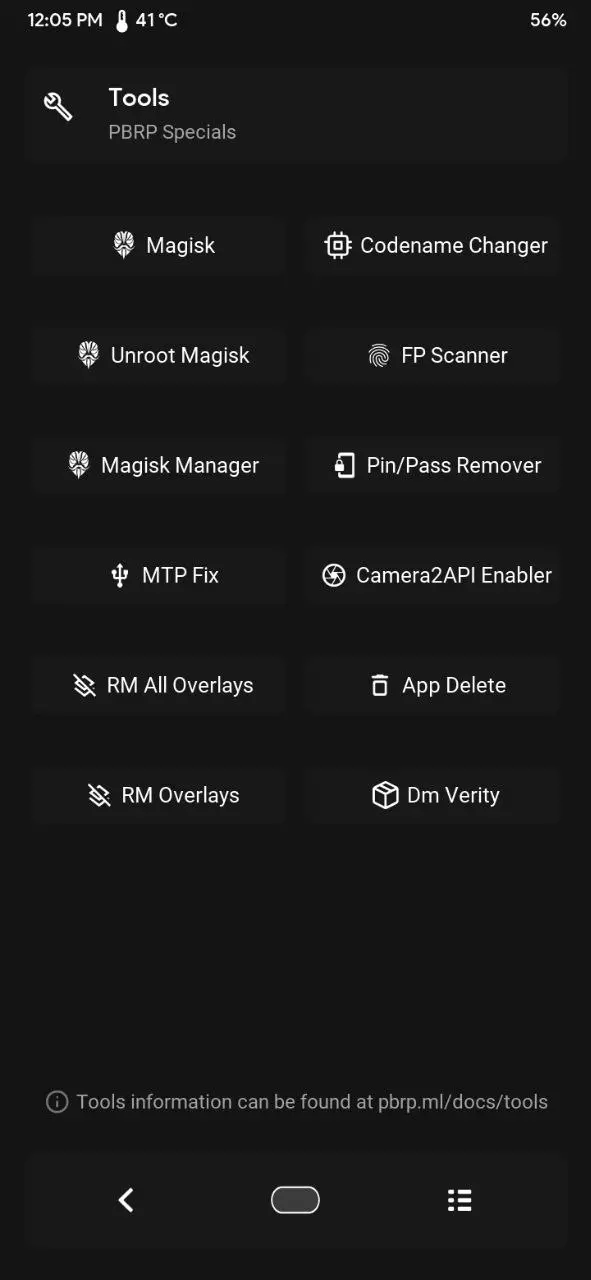 12:05 PM 41 °C 56%
Tools
PBRP Specials
Magisk
Codename Changer
Unroot Magisk
FP Scanner
Magisk Manager
Pin/Pass Remover
MTP Fix
Camera2API Enabler
RM All Overlays
App Delete
RM Overlays
Dm Verity
Tools information can be found at pbrp.ml/docs/tools